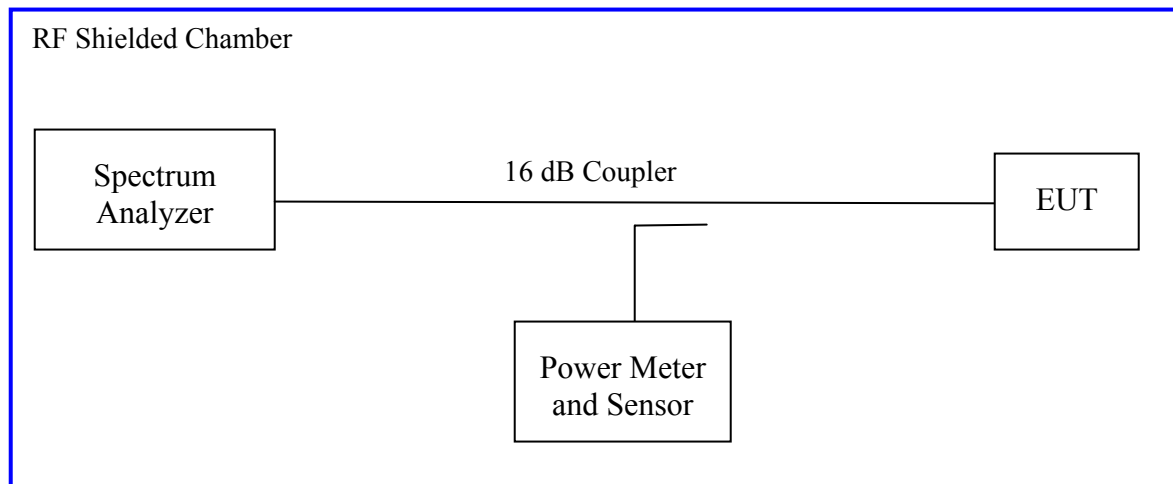 RF Shielded Chamber
16 dB Coupler
Spectrum
Analyzer
EUT
Power Meter
and Sensor